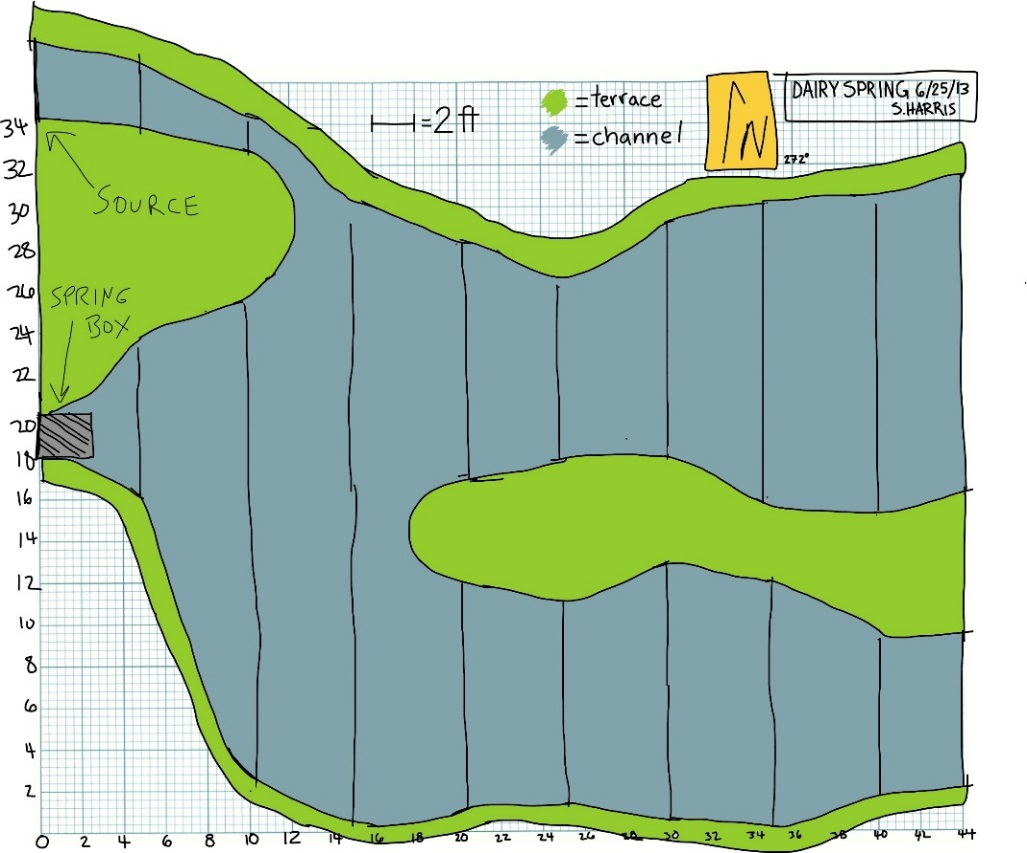 DAIRY SPRING 6/25/13
S.HARRIS
=terrace
=2ft
=channel
N
272°
34
32
SOURCE
30
28
26
SPRING
BOX
24
22
20
18
16
14
12
10
8
6
4
2
0 2 4 6 8 10 12 14 16 18 20 22 24 26 28 30 32 34 36 38 40 42 44